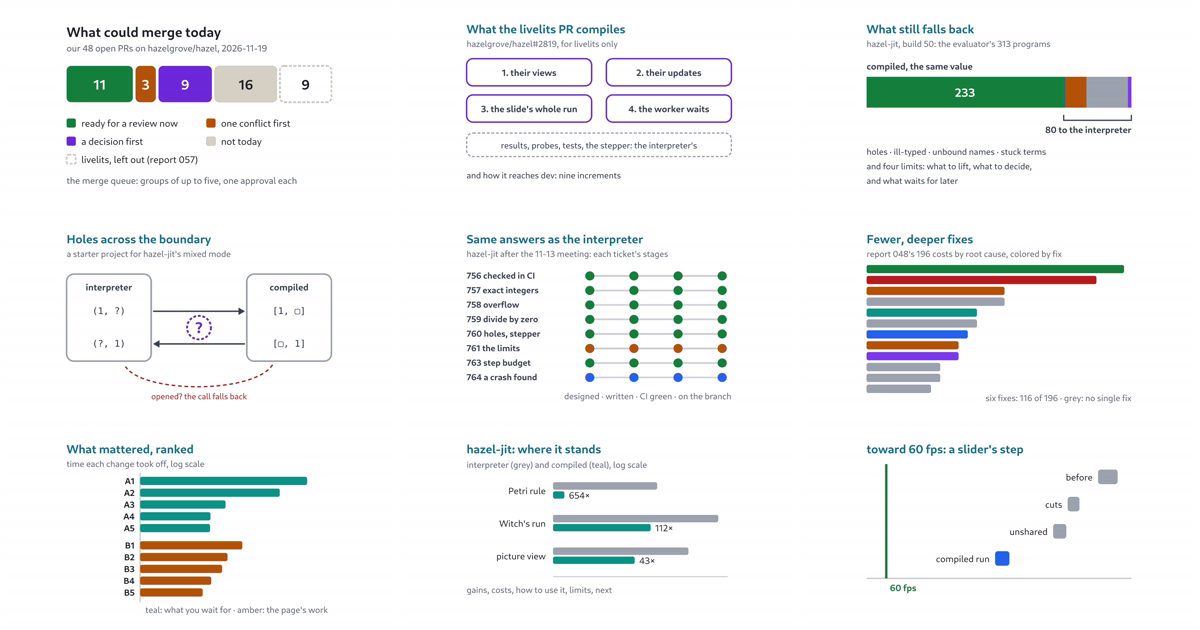 What could merge today
our 48 open PRs on hazelgrove/hazel, 2026-11-19
11
3
9
16
9
ready for a review now
one conflict first
a decision first
not today
livelits, left out (report 057)
the merge queue: groups of up to five, one approval each
What the livelits PR compiles
hazelgrove/hazel#2819, for livelits only
1. their views
2. their updates
3. the slide's whole run
4. the worker waits
results, probes, tests, the stepper: the interpreter's
and how it reaches dev: nine increments
What still falls back
hazel-jit, build 50: the evaluator's 313 programs
compiled, the same value
233
80 to the interpreter
holes · ill-typed · unbound names · stuck terms
and four limits: what to lift, what to decide,
and what waits for later
Holes across the boundary
a starter project for hazel-jit's mixed mode
interpreter
compiled
(1, ?)
[1, ▢]
?
(?, 1)
[▢, 1]
opened? the call falls back
Same answers as the interpreter
hazel-jit after the 11-13 meeting: each ticket's stages
756 checked in CI
757 exact integers
758 overflow
759 divide by zero
760 holes, stepper
761 the limits
763 step budget
764 a crash found
designed · written · CI green · on the branch
Fewer, deeper fixes
report 048's 196 costs by root cause, colored by fix
six fixes: 116 of 196 · grey: no single fix
What mattered, ranked
time each change took off, log scale
A1
A2
A3
A4
A5
B1
B2
B3
B4
B5
teal: what you wait for · amber: the page's work
hazel-jit: where it stands
interpreter (grey) and compiled (teal), log scale
Petri rule
654×
Witch's run
112×
picture view
43×
gains, costs, how to use it, limits, next
toward 60 fps: a slider's step
before
cuts
unshared
compiled run
60 fps